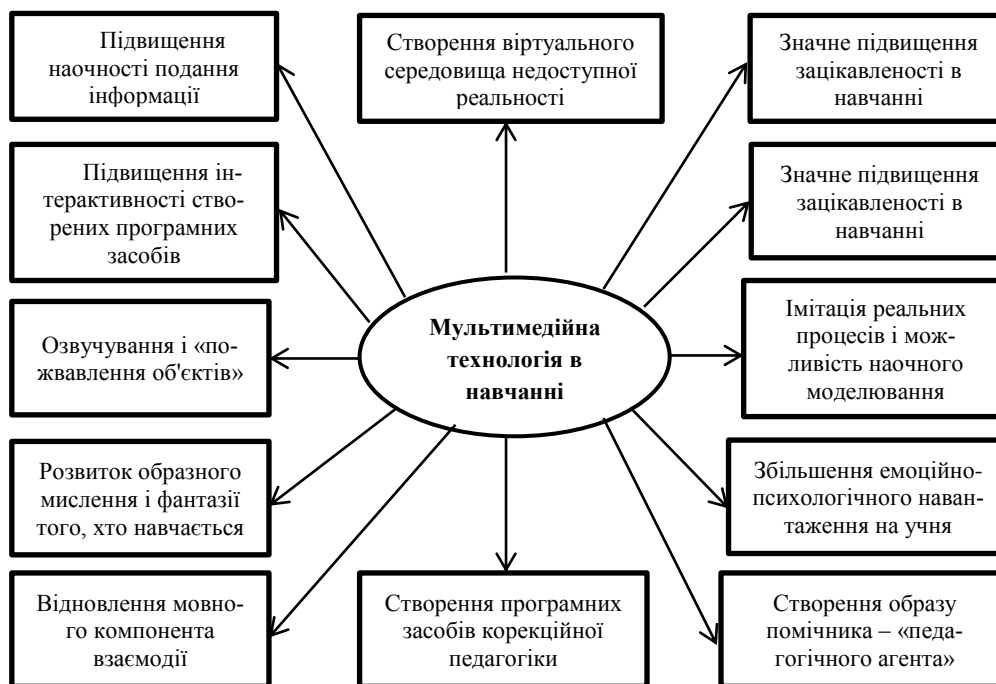 Підвищення
наочності подання
інформації
Створення віртуального
середовища недоступної
реальності
Значне підвищення
зацікавленості в
навчанні
Підвищення ін-
терактивності ство-
рених програмних
засобів
Значне підвищення
зацікавленості в
навчанні
Озвучування і «по-
жвавлення об'єктів»
Мультимедійна
технологія в
навчанні
Імітація реальних
процесів і мож-
ливість наочного
моделювання
Розвиток образного
мислення і фантазії
того, хто навчається
Збільшення емоційно-
психологічного наван-
таження на учня
Відновлення мовно-
го компонента
взаємодії
Створення програмних
засобів корекційної
педагогіки
Створення образу
помічника – «педа-
гогічного агента»